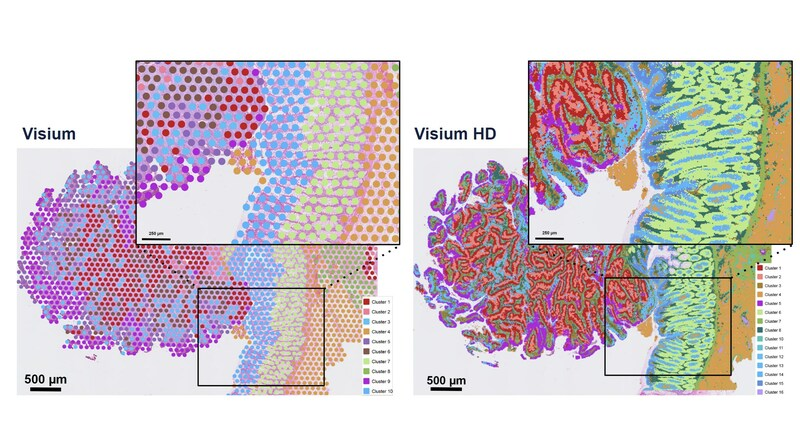 Visium
250 µm
Cluster 1
Cluster 2
Cluster 3
Cluster 4
Cluster 5
Cluster 6
Cluster 7
Cluster 8
Cluster 9
Cluster 10
500 µm
Visium HD
250 µm
Cluster 1
Cluster 2
Cluster 3
Cluster 4
Cluster 5
Cluster 6
Cluster 7
Cluster 8
Cluster 10
Cluster 11
Cluster 12
Cluster 13
Cluster 14
Cluster 15
Cluster 16
500 µm